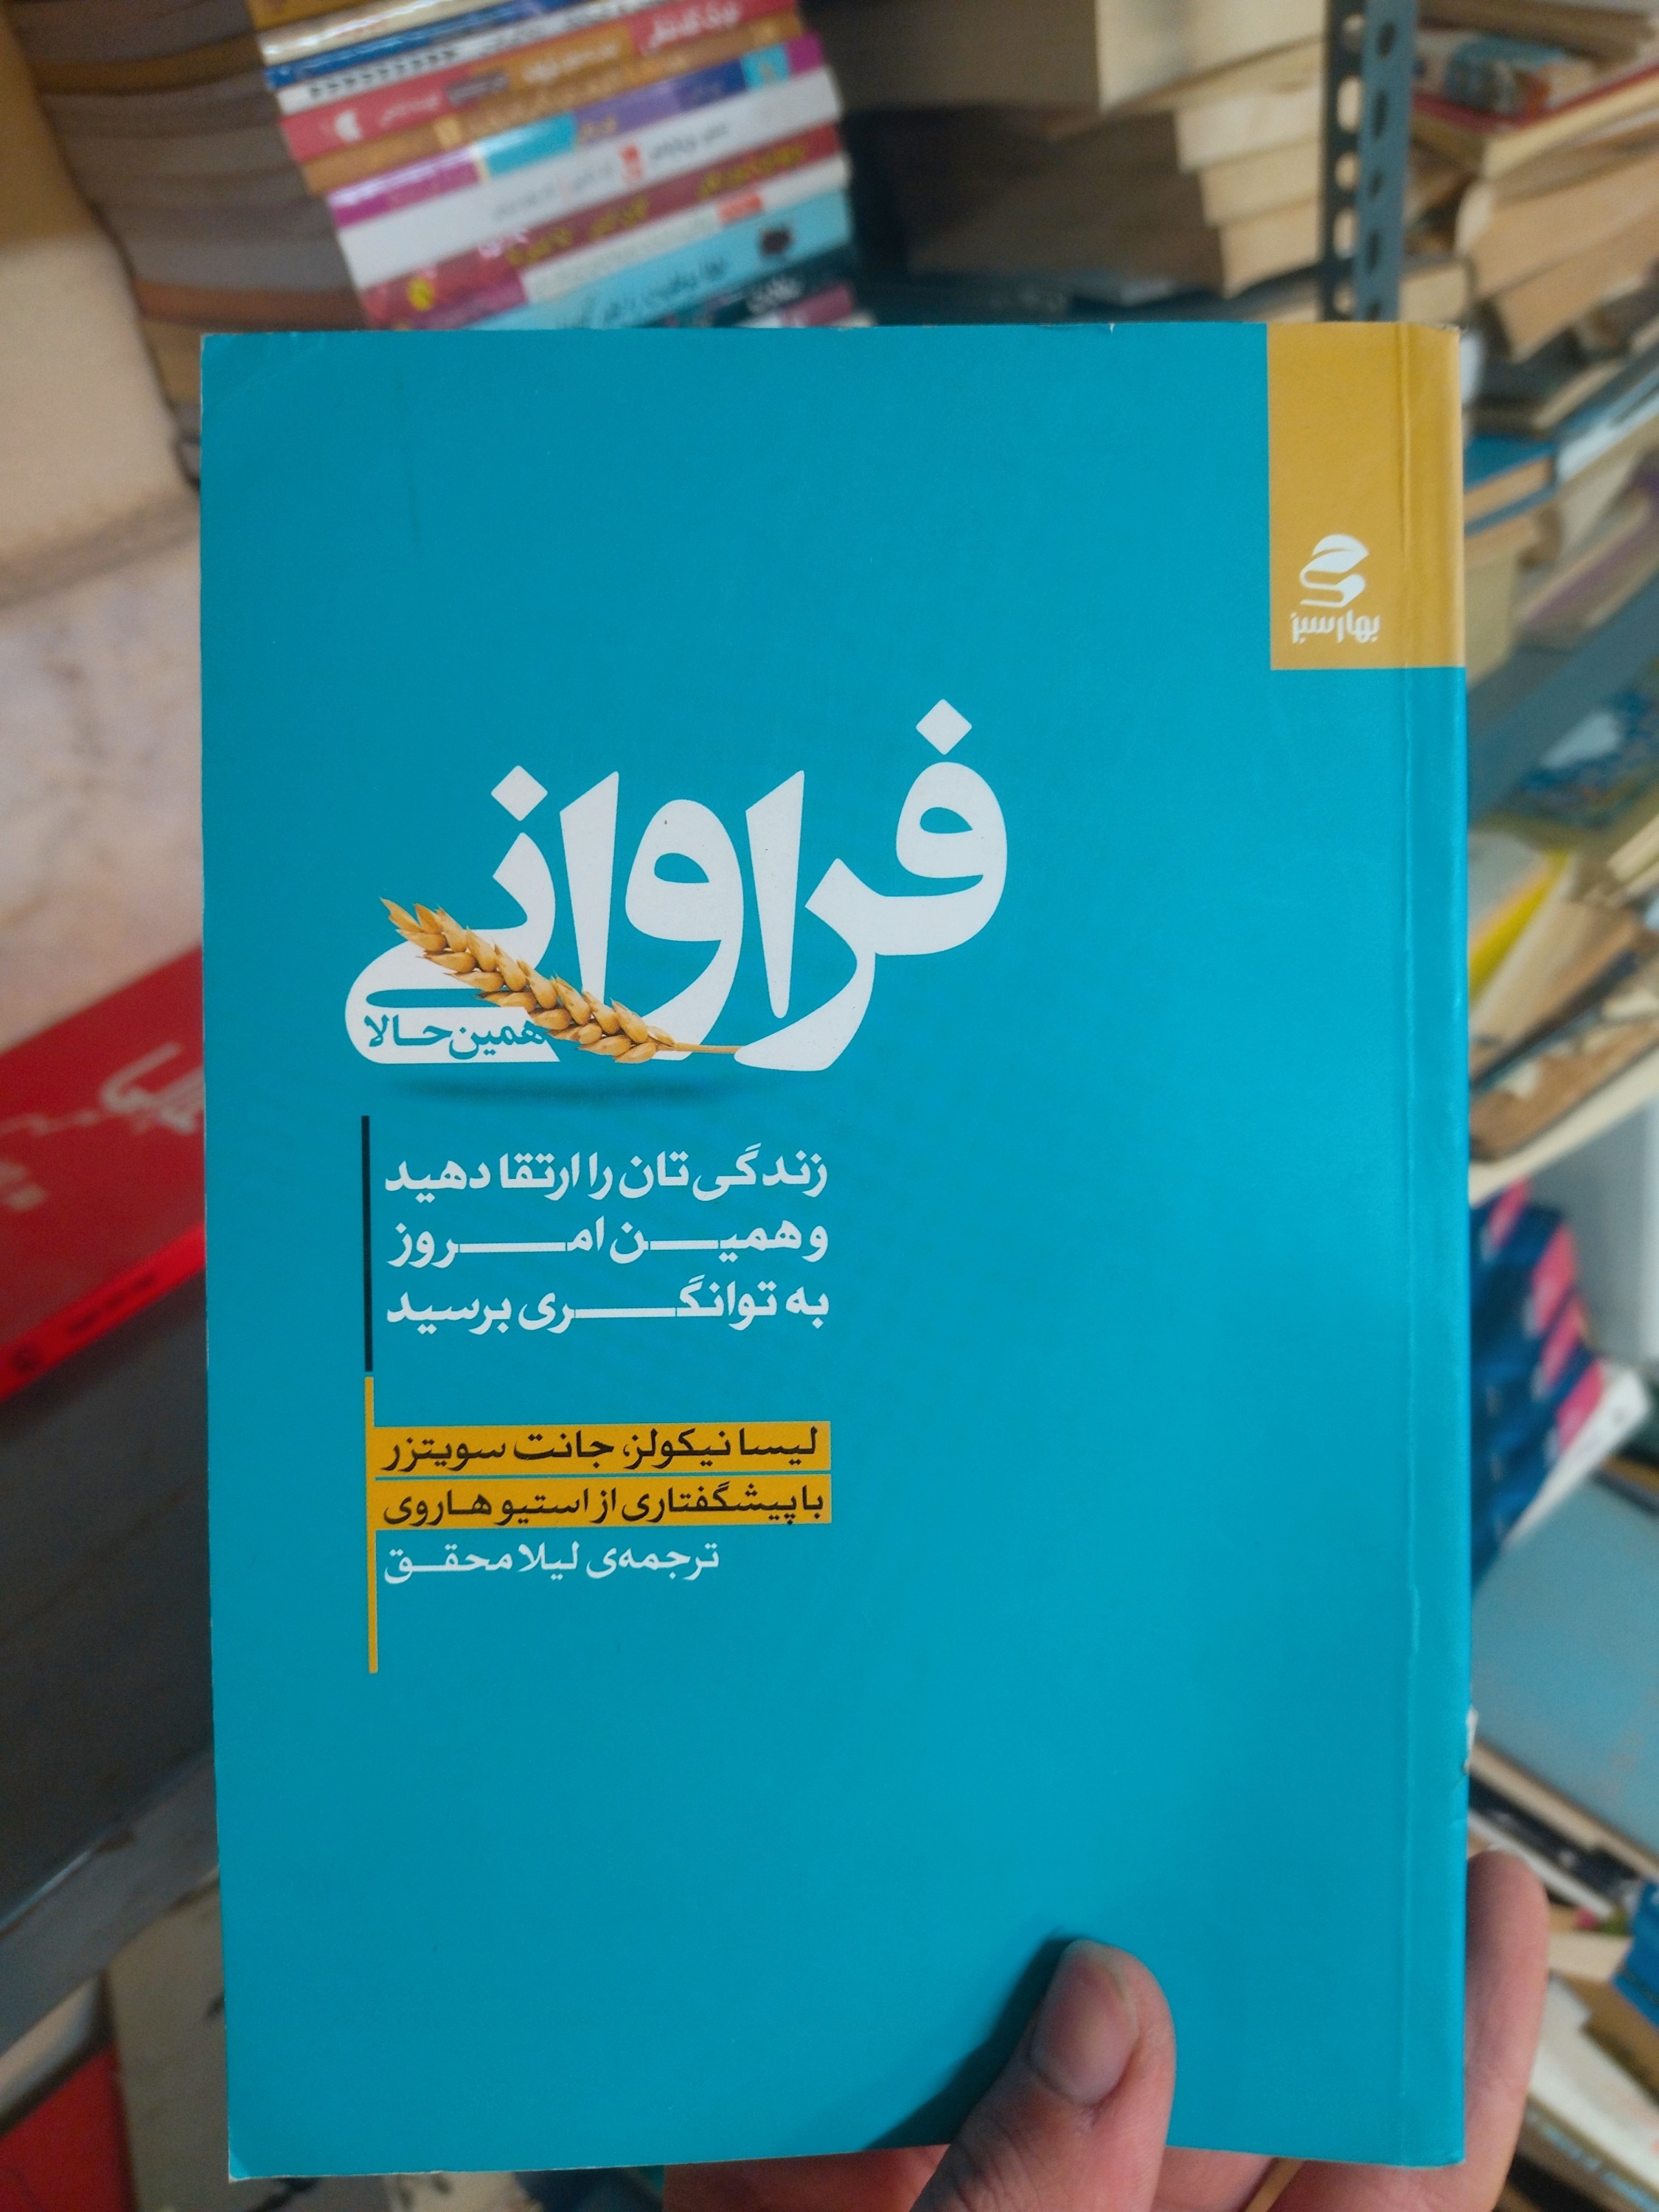 بهار سبز
فراوانی
همین حالا
زندگی تان را ارتقا دهید
و همین امروز
به توانگری برسید
لیسا نیکولز، جانت سویتزر
با پیشگفتاری از استیو هاروی
ترجمه‌ی لیلا محقق